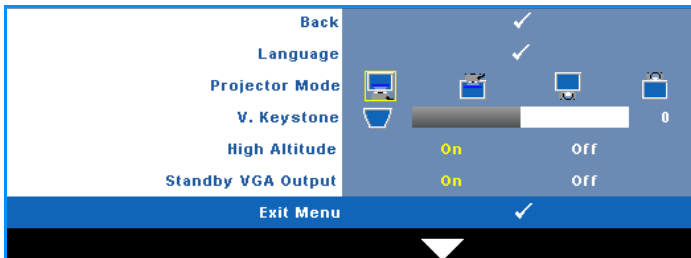 Back
Language
Projector Mode
V. Keystone 0
High Altitude On Off
Standby VGA Output On Off
Exit Menu